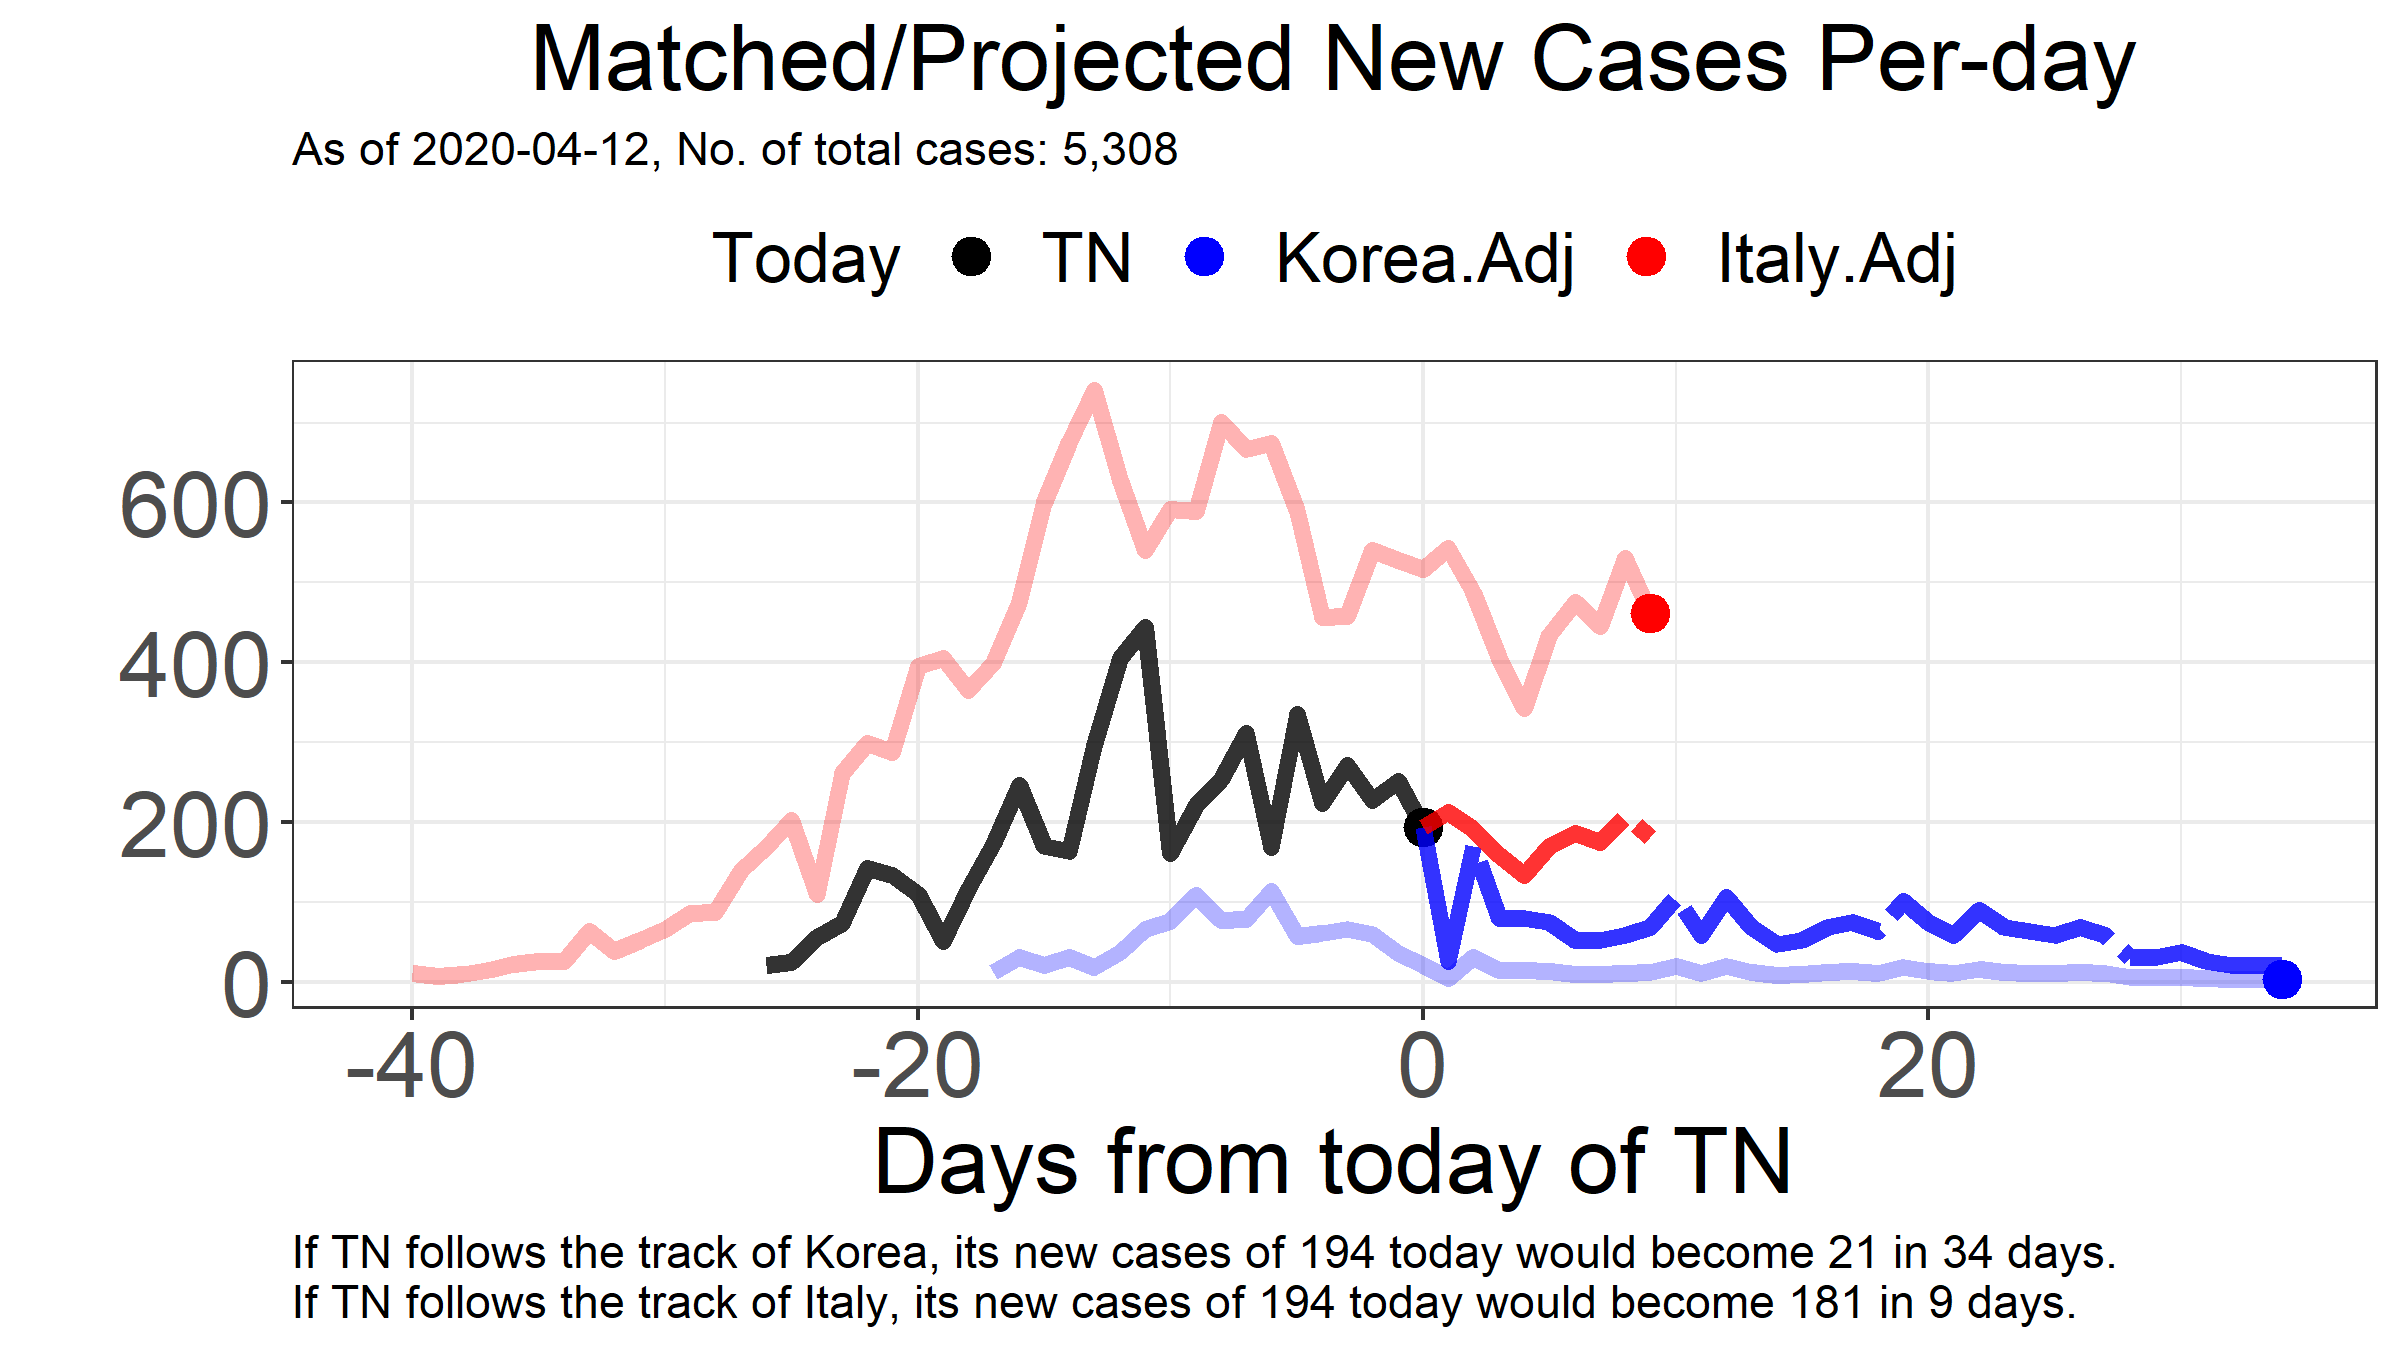 Matched/Projected New Cases Per-day
As of 2020-04-12, No. of total cases: 5,308
Today TN Korea.Adj Italy.Adj
600
400
200
0
-40 -20 0 20
Days from today of TN
If TN follows the track of Korea, its new cases of 194 today would become 21 in 34 days.
If TN follows the track of Italy, its new cases of 194 today would become 181 in 9 days.